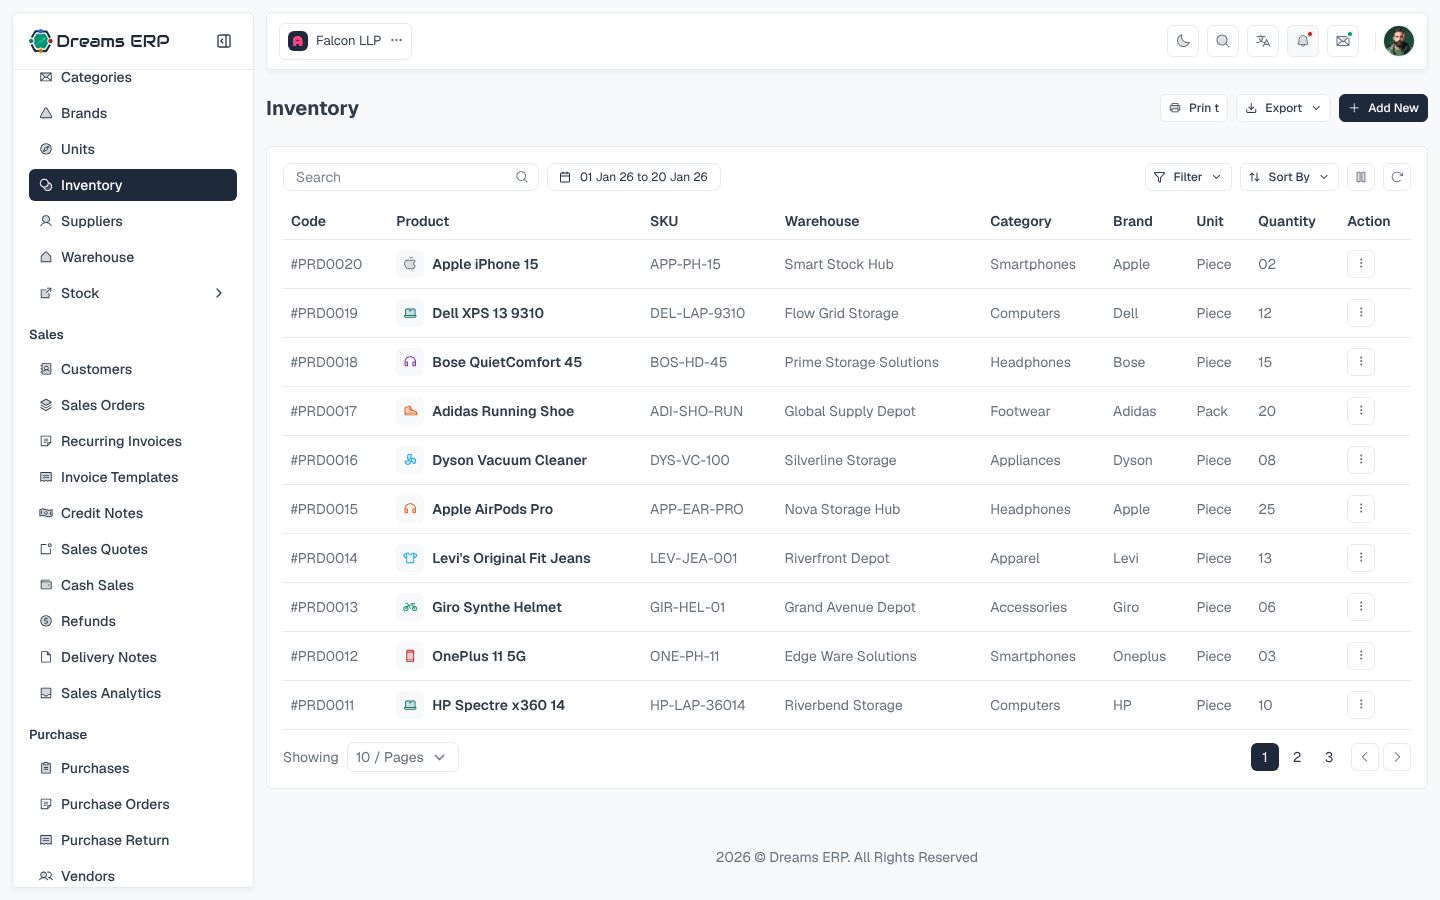 Dreams ERP
Categories
Brands
Units
Inventory
Suppliers
Warehouse
Stock
Sales
Customers
Sales Orders
Recurring Invoices
Invoice Templates
Credit Notes
Sales Quotes
Cash Sales
Refunds
Delivery Notes
Sales Analytics
Purchase
Purchases
Purchase Orders
Purchase Return
Vendors
Falcon LLP
Inventory
Prin t
Export
Add New
Search
01 Jan 26 to 20 Jan 26
Filter
Sort By
Code Product SKU Warehouse Category Brand Unit Quantity Action
#PRD0020 Apple iPhone 15 APP-PH-15 Smart Stock Hub Smartphones Apple Piece 02
#PRD0019 Dell XPS 13 9310 DEL-LAP-9310 Flow Grid Storage Computers Dell Piece 12
#PRD0018 Bose QuietComfort 45 BOS-HD-45 Prime Storage Solutions Headphones Bose Piece 15
#PRD0017 Adidas Running Shoe ADI-SHO-RUN Global Supply Depot Footwear Adidas Pack 20
#PRD0016 Dyson Vacuum Cleaner DYS-VC-100 Silverline Storage Appliances Dyson Piece 08
#PRD0015 Apple AirPods Pro APP-EAR-PRO Nova Storage Hub Headphones Apple Piece 25
#PRD0014 Levi's Original Fit Jeans LEV-JEA-001 Riverfront Depot Apparel Levi Piece 13
#PRD0013 Giro Synthe Helmet GIR-HEL-01 Grand Avenue Depot Accessories Giro Piece 06
#PRD0012 OnePlus 11 5G ONE-PH-11 Edge Ware Solutions Smartphones Oneplus Piece 03
#PRD0011 HP Spectre x360 14 HP-LAP-36014 Riverbend Storage Computers HP Piece 10
Showing 10 / Pages
1 2 3
2026 © Dreams ERP. All Rights Reserved